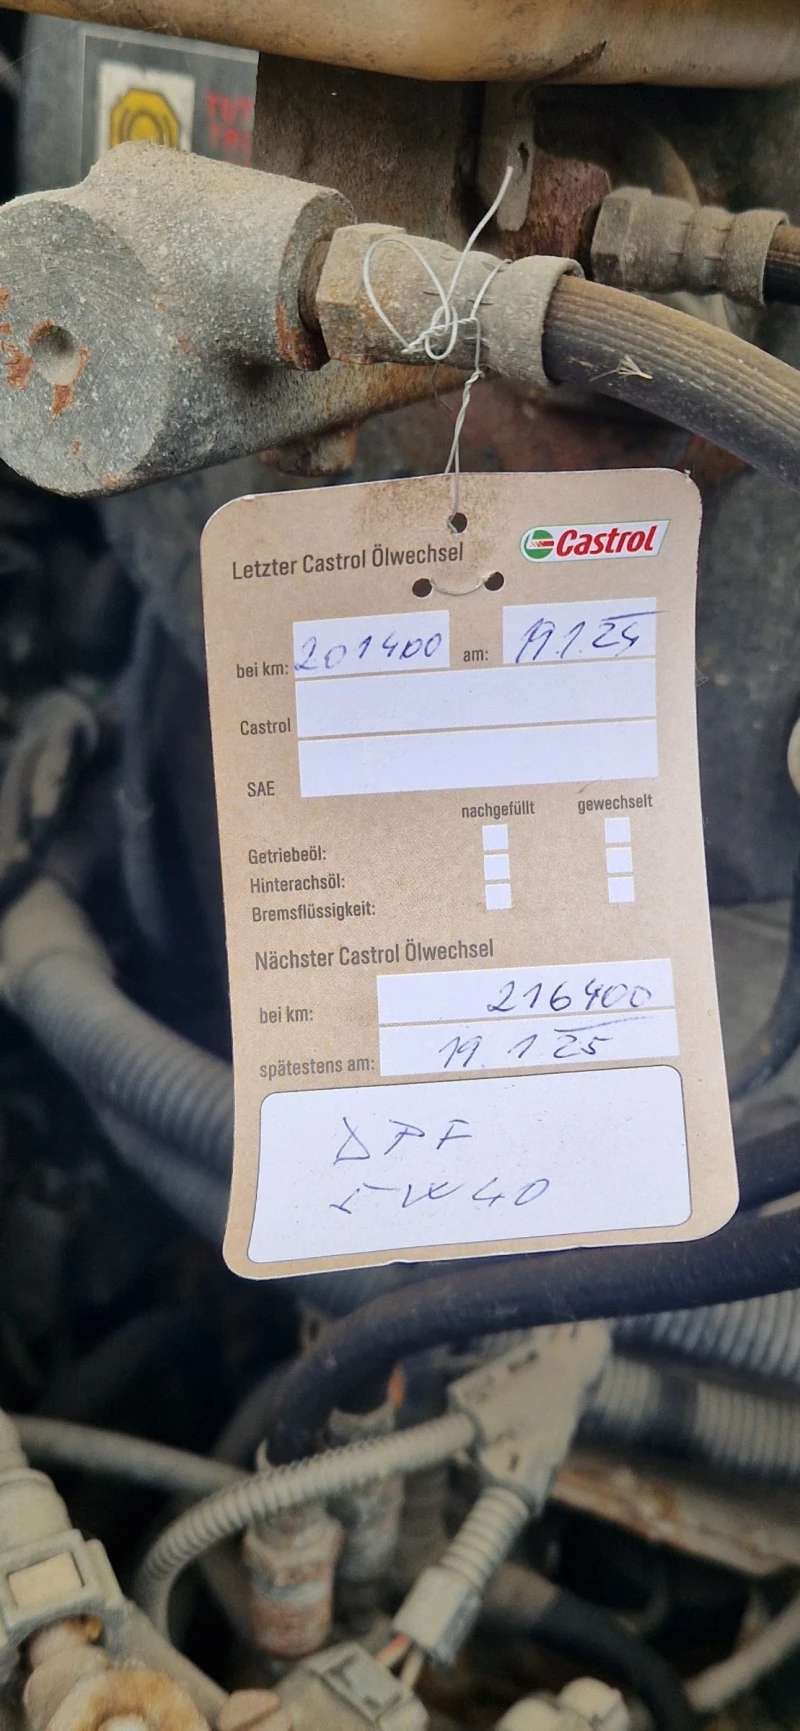 Letzter Castrol Ölwechsel
Castrol
bei km: 201400 am: 19.1.24
Castrol
SAE
nachgefüllt gewechselt
Getriebeöl:
Hinterachsöl:
Bremsflüssigkeit:
Nächster Castrol Ölwechsel
bei km: 216400
spätestens am: 19.1 25
DPF
5W40